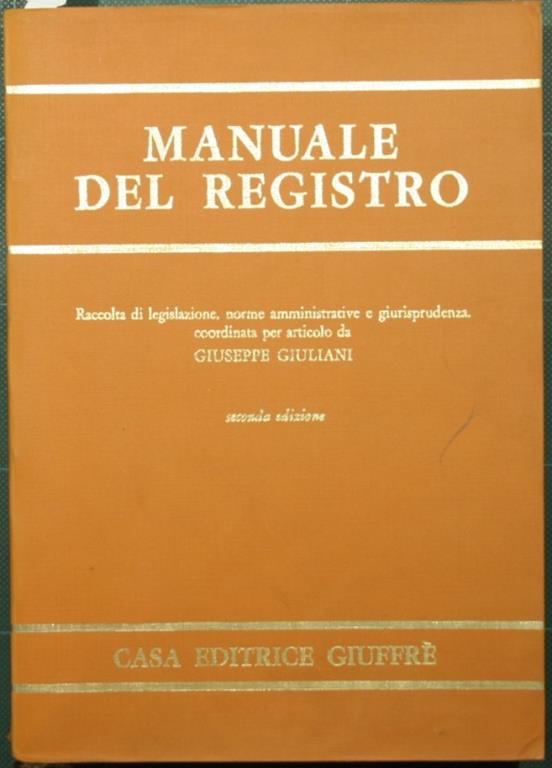 MANUALE
DEL REGISTRO
Raccolta di legislazione, norme amministrative e giurisprudenza,
coordinata per articolo da
GIUSEPPE GIULIANI
seconda edizione
CASA EDITRICE GIUFFRÈ